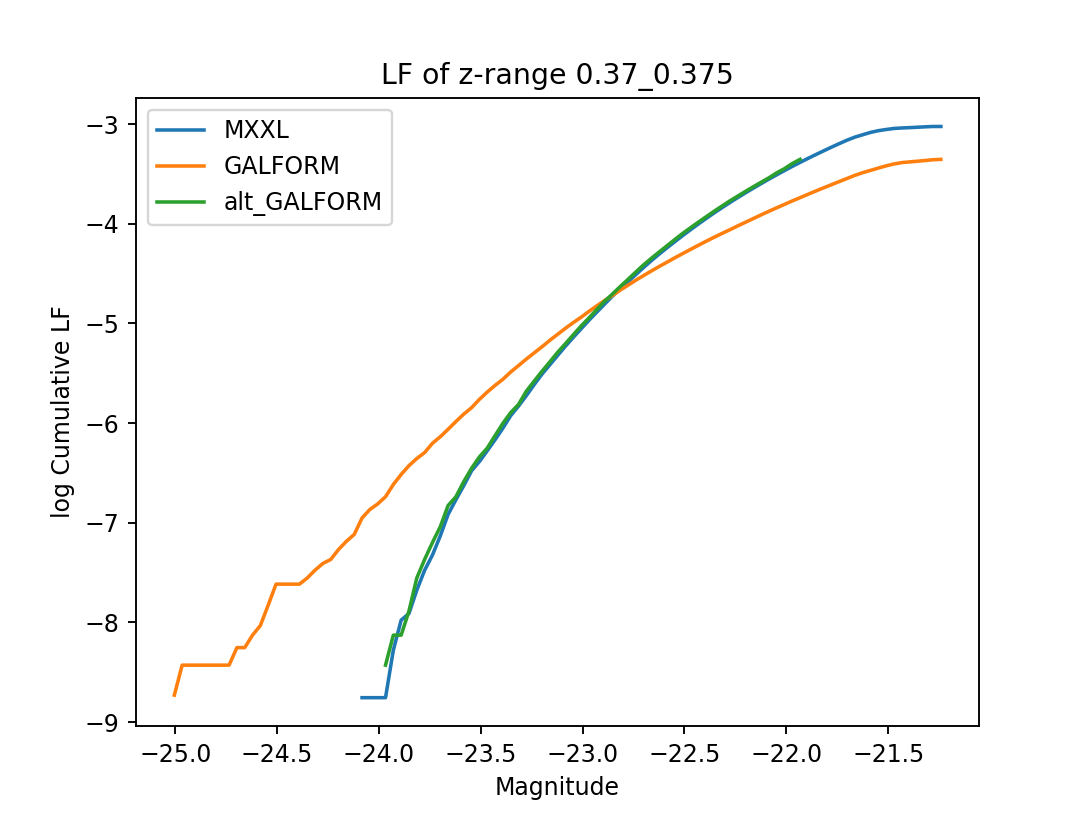 LF of z-range 0.37_0.375
MXXL
GALFORM
alt_GALFORM
log Cumulative LF
−3
−4
−5
−6
−7
−8
−9
−25.0 −24.5 −24.0 −23.5 −23.0 −22.5 −22.0 −21.5
Magnitude